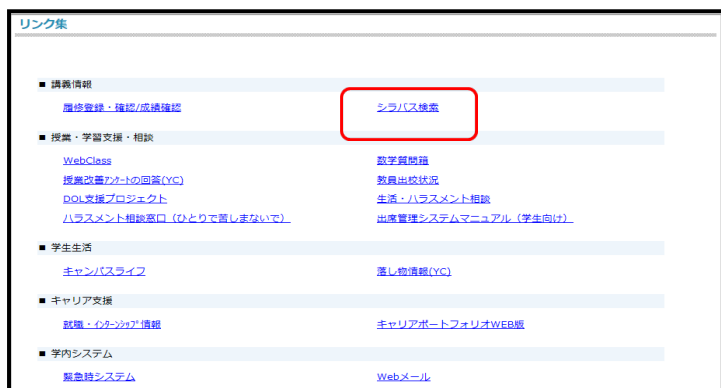 リンク集
■ 講義情報
履修登録・確認/成績確認 シラバス検索
■ 授業・学習支援・相談
WebClass 数学質問箱
授業改善ｱﾝｹｰﾄの回答(YC) 教員出校状況
DOL支援プロジェクト 生活・ハラスメント相談
ハラスメント相談窓口（ひとりで苦しまないで） 出席管理システムマニュアル（学生向け）
■ 学生生活
キャンパスライフ 落し物情報(YC)
■ キャリア支援
就職・ｲﾝﾀｰﾝｼｯﾌﾟ情報 キャリアポートフォリオWEB版
■ 学内システム
緊急時システム Webメール